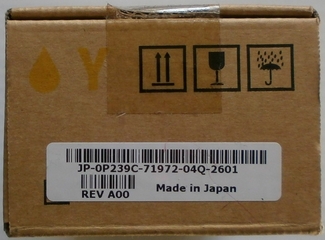 Y
JP-0P239C-71972-04Q-2601
REV A00
Made in Japan